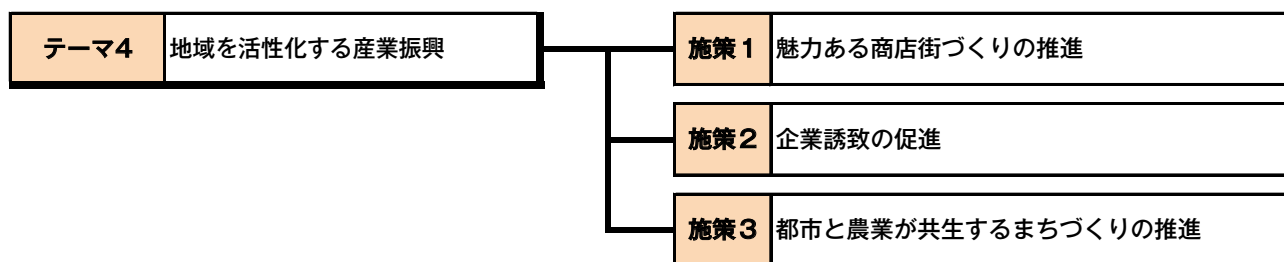 テーマ4 地域を活性化する産業振興
施策1 魅力ある商店街づくりの推進
施策2 企業誘致の促進
施策3 都市と農業が共生するまちづくりの推進